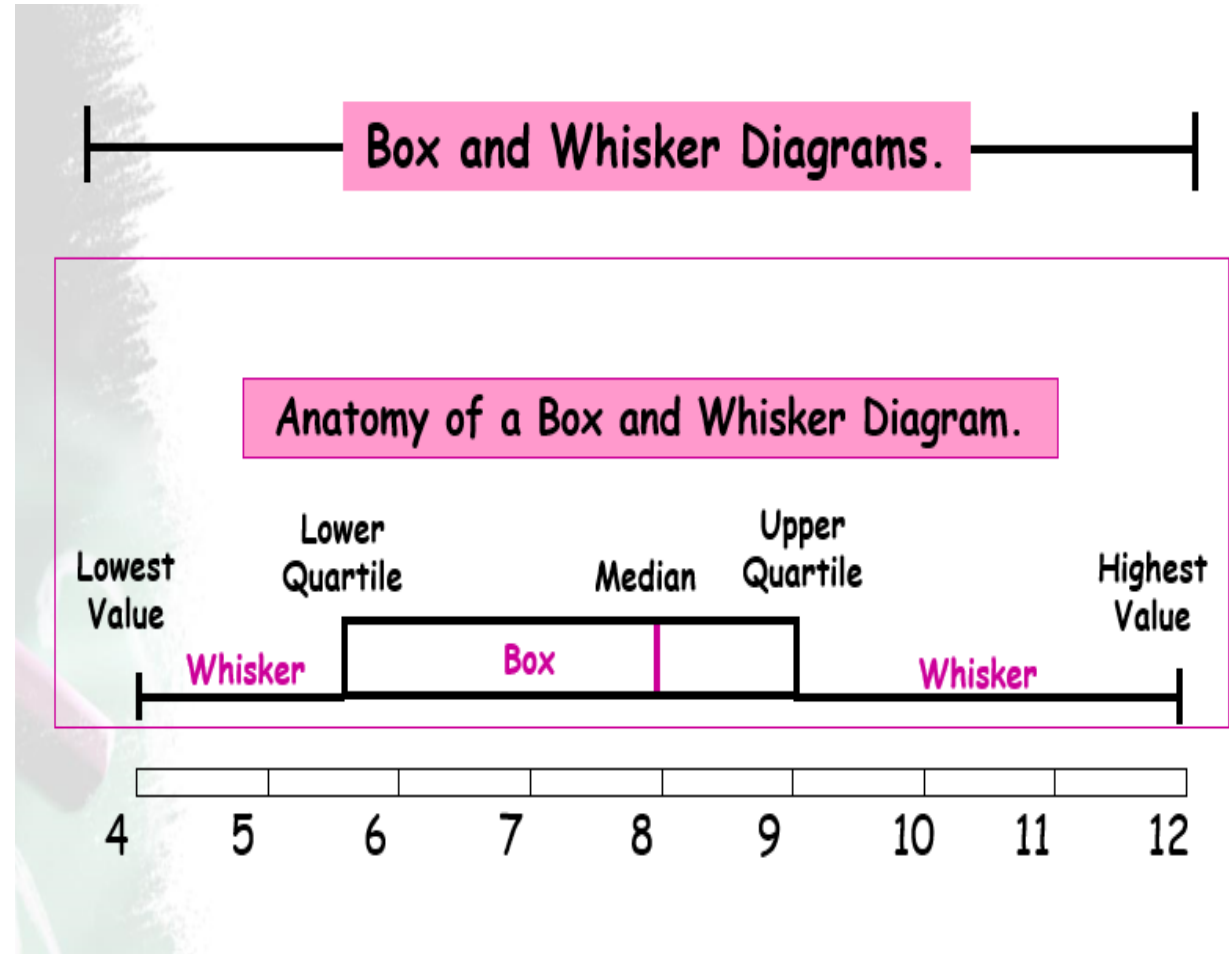 Box and Whisker Diagrams.
Anatomy of a Box and Whisker Diagram.
Lowest
Value
Lower
Quartile
Median
Upper
Quartile
Highest
Value
Whisker
Box
Whisker
4 5 6 7 8 9 10 11 12